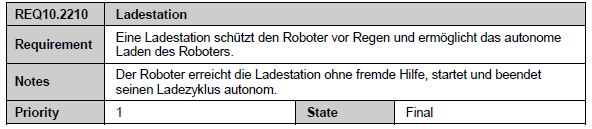 REQ10.2210 Ladestation
Requirement Eine Ladestation schützt den Roboter vor Regen und ermöglicht das autonome
Laden des Roboters.
Notes Der Roboter erreicht die Ladestation ohne fremde Hilfe, startet und beendet
seinen Ladezyklus autonom.
Priority 1 State Final